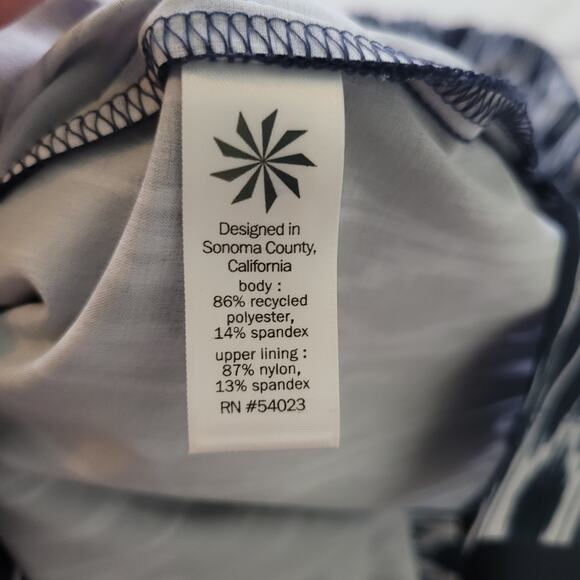 Designed in
Sonoma County,
California
body :
86% recycled
polyester,
14% spandex
upper lining :
87% nylon,
13% spandex
RN #54023